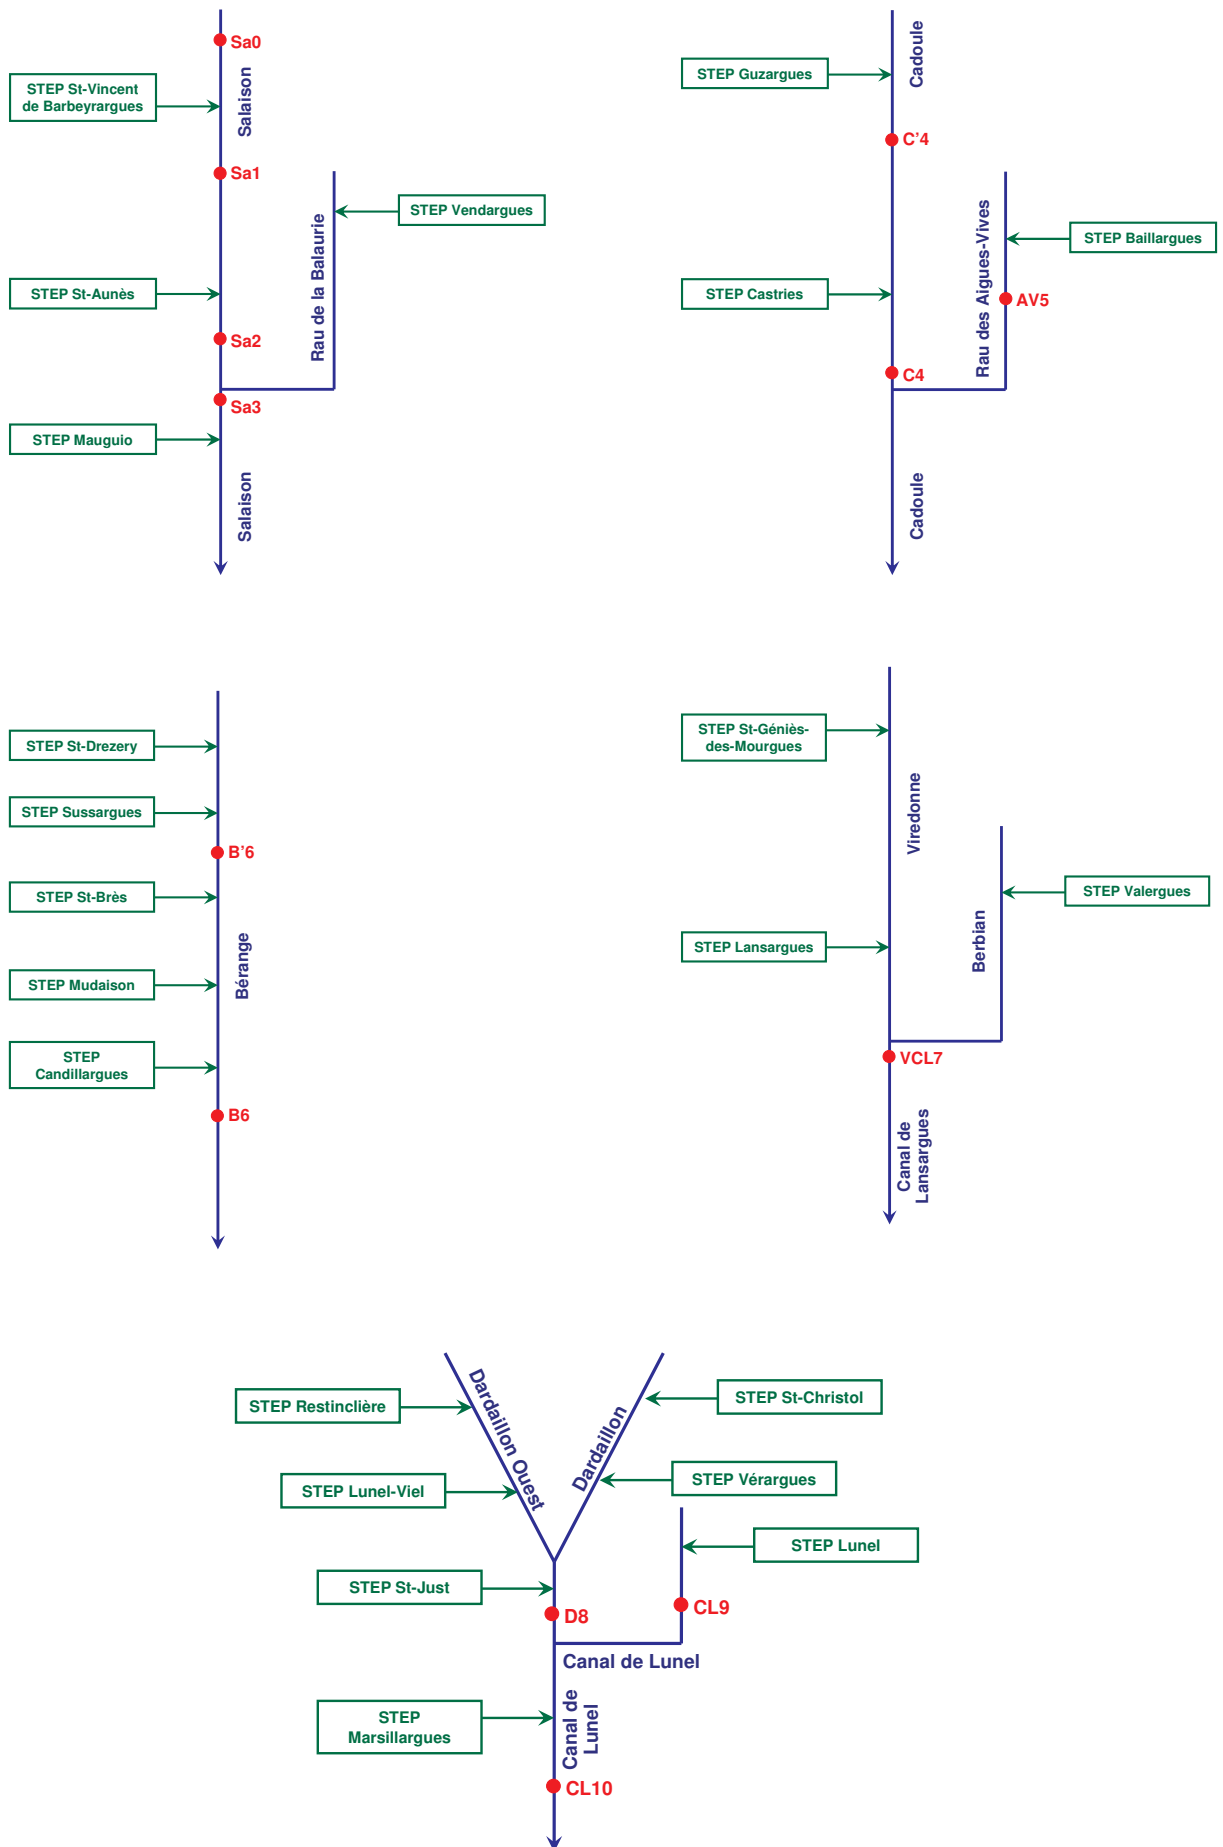 Sa0
STEP St-Vincent
de Barbeyrargues
Salaison
Sa1
STEP Vendargues
Rau de la Balaurie
STEP St-Aunès
Sa2
Sa3
STEP Mauguio
Salaison
Cadoule
STEP Guzargues
C'4
Rau des Aigues-Vives
STEP Baillargues
STEP Castries
AV5
C4
Cadoule
STEP St-Drezery
STEP Sussargues
B'6
STEP St-Brès
Bérange
STEP Mudaison
STEP
Candillargues
B6
STEP St-Géniès-
des-Mourgues
Viredonne
STEP Valergues
STEP Lansargues
Berbian
VCL7
Canal de
Lansargues
STEP Restinclière
Dardaillon Ouest
Dardaillon
STEP St-Christol
STEP Lunel-Viel
STEP Vérargues
STEP Lunel
STEP St-Just
D8
CL9
Canal de Lunel
STEP
Marsillargues
Canal de
Lunel
CL10